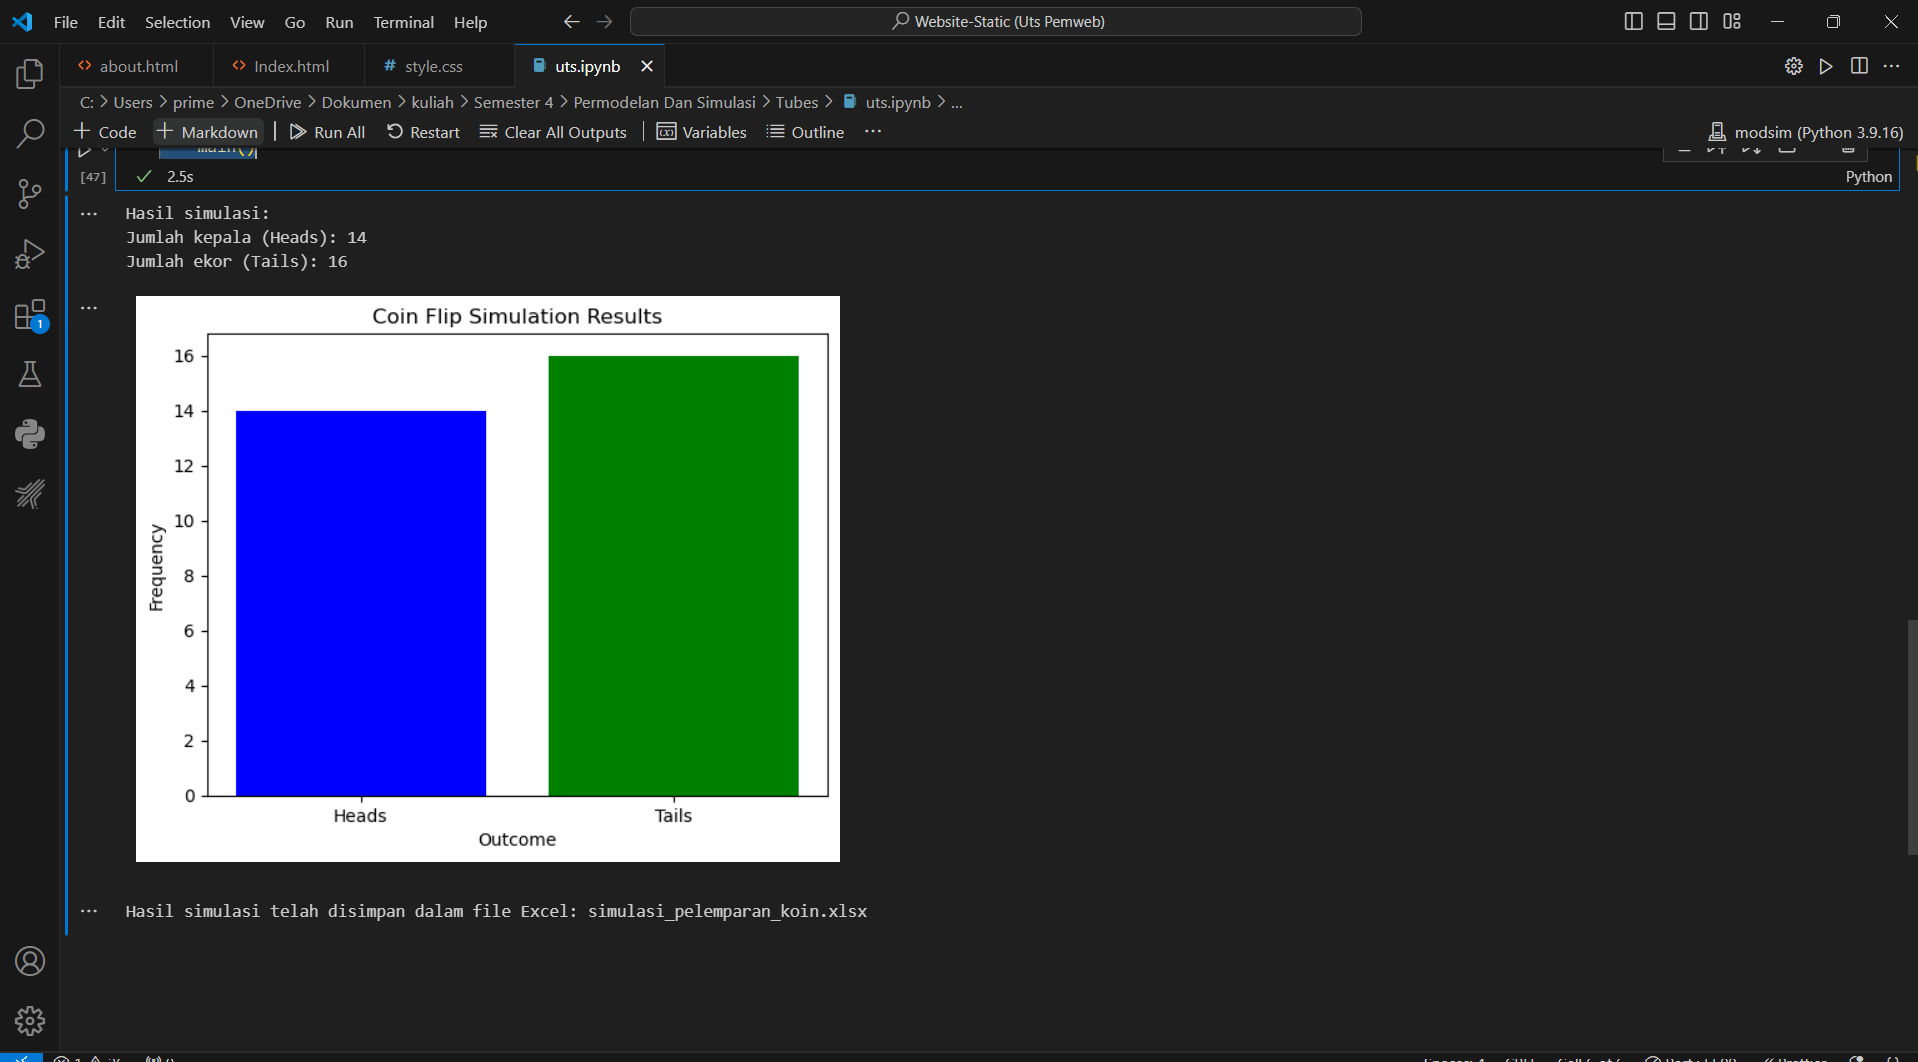 File Edit Selection View Go Run Terminal Help
Website-Static (Uts Pemweb)
about.html Index.html style.css uts.ipynb
C: > Users > prime > OneDrive > Dokumen > kuliah > Semester 4 > Permodelan Dan Simulasi > Tubes > uts.ipynb > ...
+ Code + Markdown | Run All Restart Clear All Outputs | Variables Outline ...
modsim (Python 3.9.16)
main()
[47] 2.5s
Python
Hasil simulasi:
Jumlah kepala (Heads): 14
Jumlah ekor (Tails): 16
Coin Flip Simulation Results
16
14
12
10
8
6
4
2
0
Frequency
Heads Tails
Outcome
Hasil simulasi telah disimpan dalam file Excel: simulasi_pelemparan_koin.xlsx
1